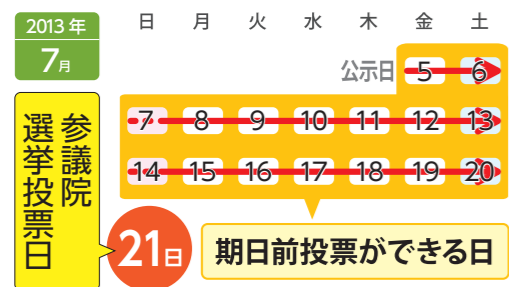 2013年
7月
日 月 火 水 木 金 土
公示日 5 6
7 8 9 10 11 12 13
14 15 16 17 18 19 20
参議院
選挙投票日
21日
期日前投票ができる日